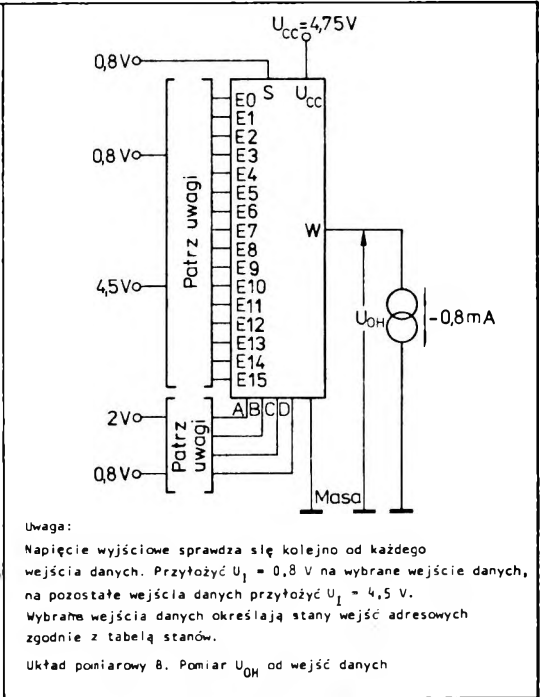 U_CC=4,75V
0,8V
S U_CC
E0
E1
E2
0,8V
E3
E4
E5
E6
Patrz uwagi
E7
W
E8
E9
4,5V
E10
E11
U_OH
-0,8mA
E12
E13
E14
E15
A B C D
2V
Patrz uwagi
0,8V
Masa
Uwaga:
Napięcie wyjściowe sprawdza się kolejno od każdego
wejścia danych. Przyłożyć U_I = 0,8 V na wybrane wejście danych,
na pozostałe wejścia danych przyłożyć U_I = 4,5 V.
Wybrane wejścia danych określają stany wejść adresowych
zgodnie z tabelą stanów.
Układ pomiarowy 8. Pomiar U_OH od wejść danych